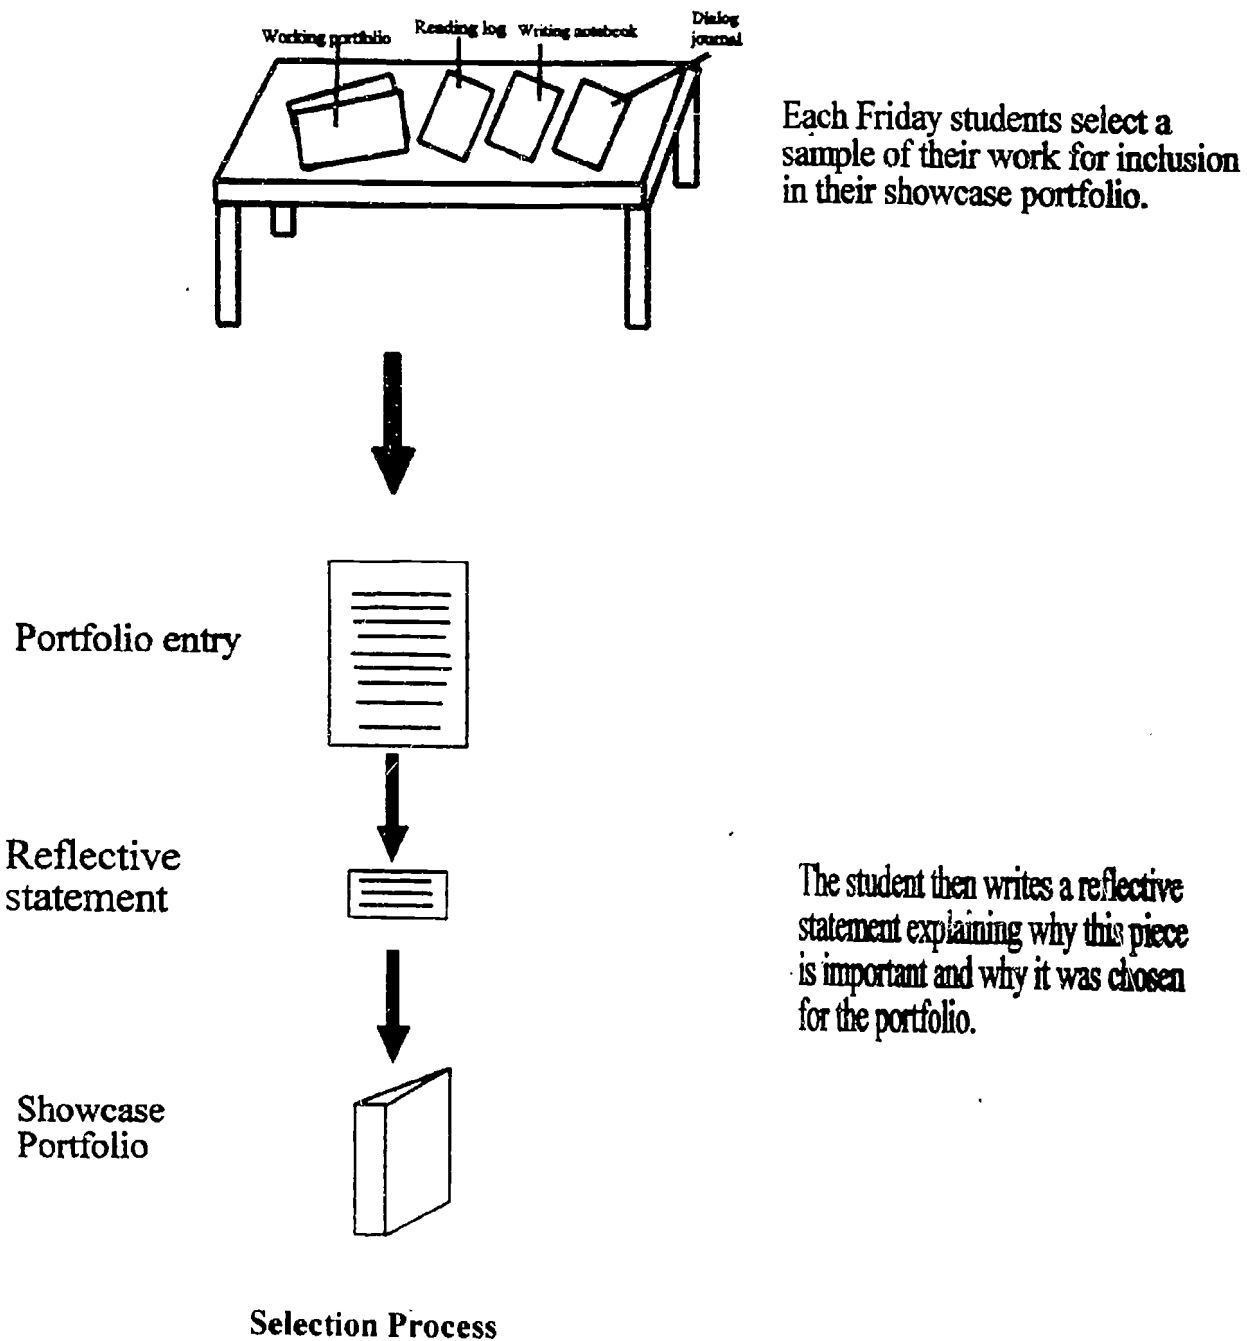 Working portfolio
Reading log
Writing notebook
Dialog
journal
Each Friday students select a
sample of their work for inclusion
in their showcase portfolio.
Portfolio entry
Reflective
statement
The student then writes a reflective
statement explaining why this piece
is important and why it was chosen
for the portfolio.
Showcase
Portfolio
Selection Process